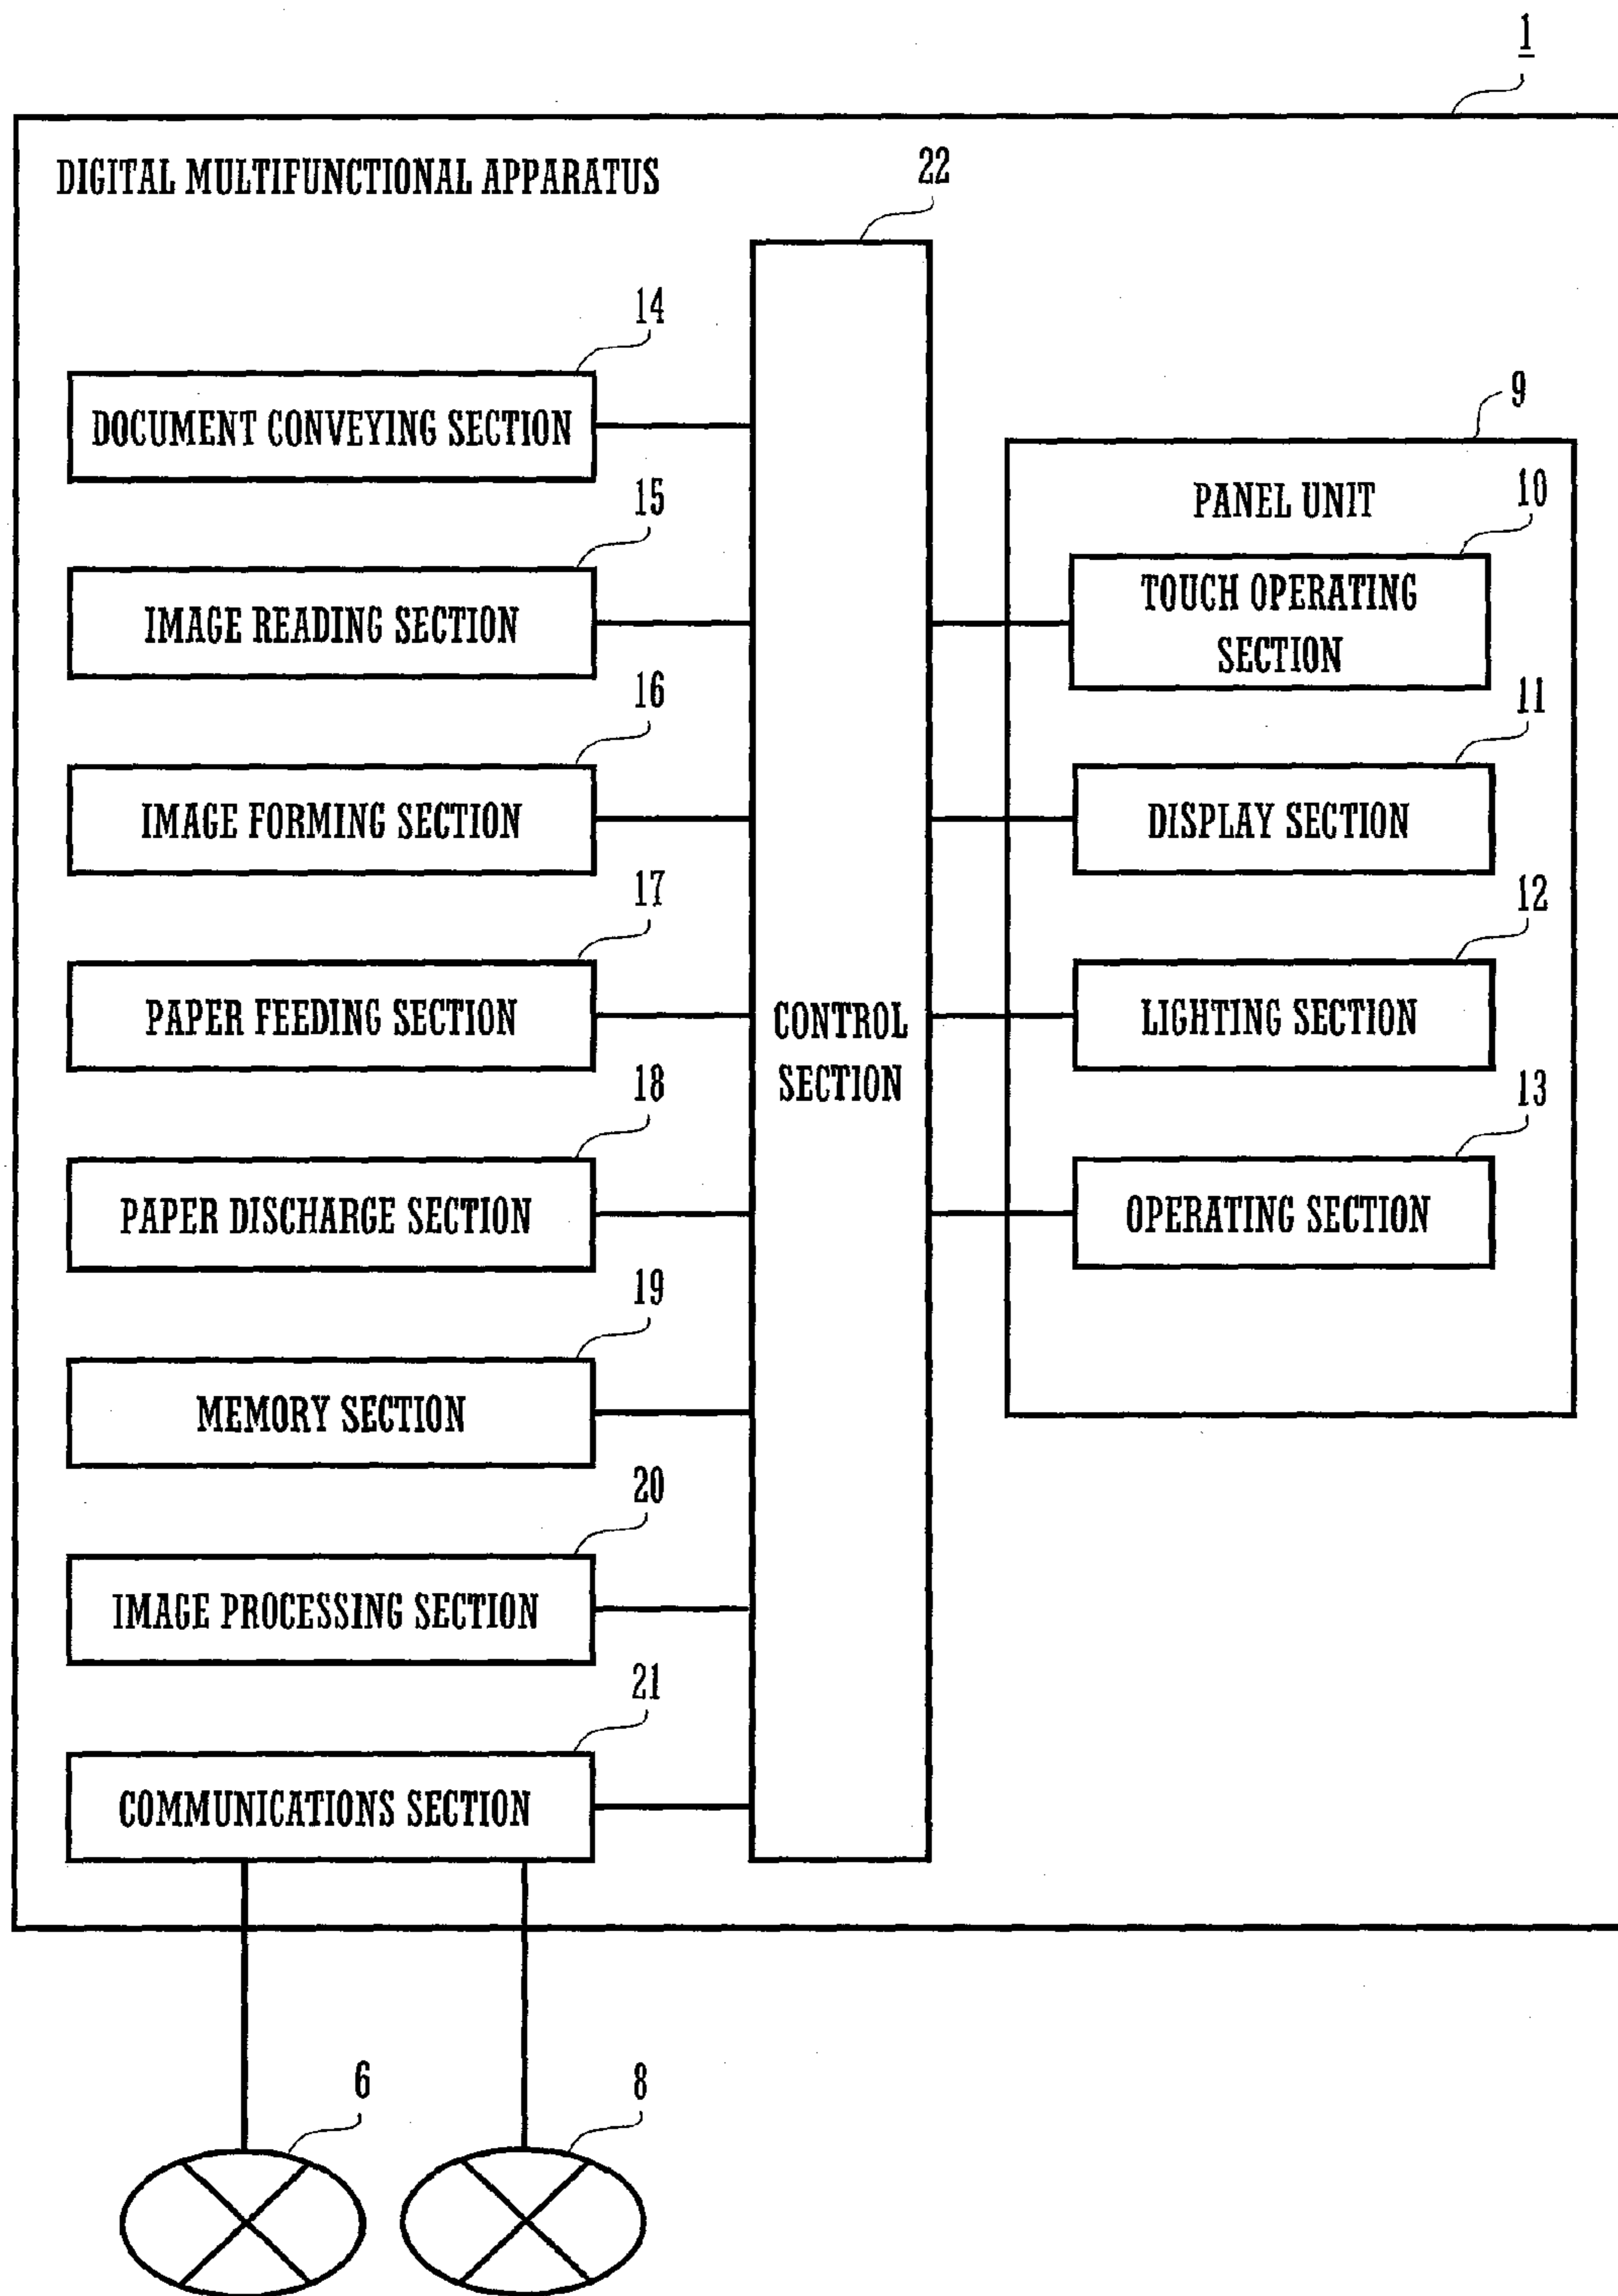 1
DIGITAL MULTIFUNCTIONAL APPARATUS
22
14
DOCUMENT CONVEYING SECTION
15
IMAGE READING SECTION
16
IMAGE FORMING SECTION
17
PAPER FEEDING SECTION
18
PAPER DISCHARGE SECTION
19
MEMORY SECTION
20
IMAGE PROCESSING SECTION
21
COMMUNICATIONS SECTION
CONTROL
SECTION
9
PANEL UNIT
10
TOUCH OPERATING
SECTION
11
DISPLAY SECTION
12
LIGHTING SECTION
13
OPERATING SECTION
6
8